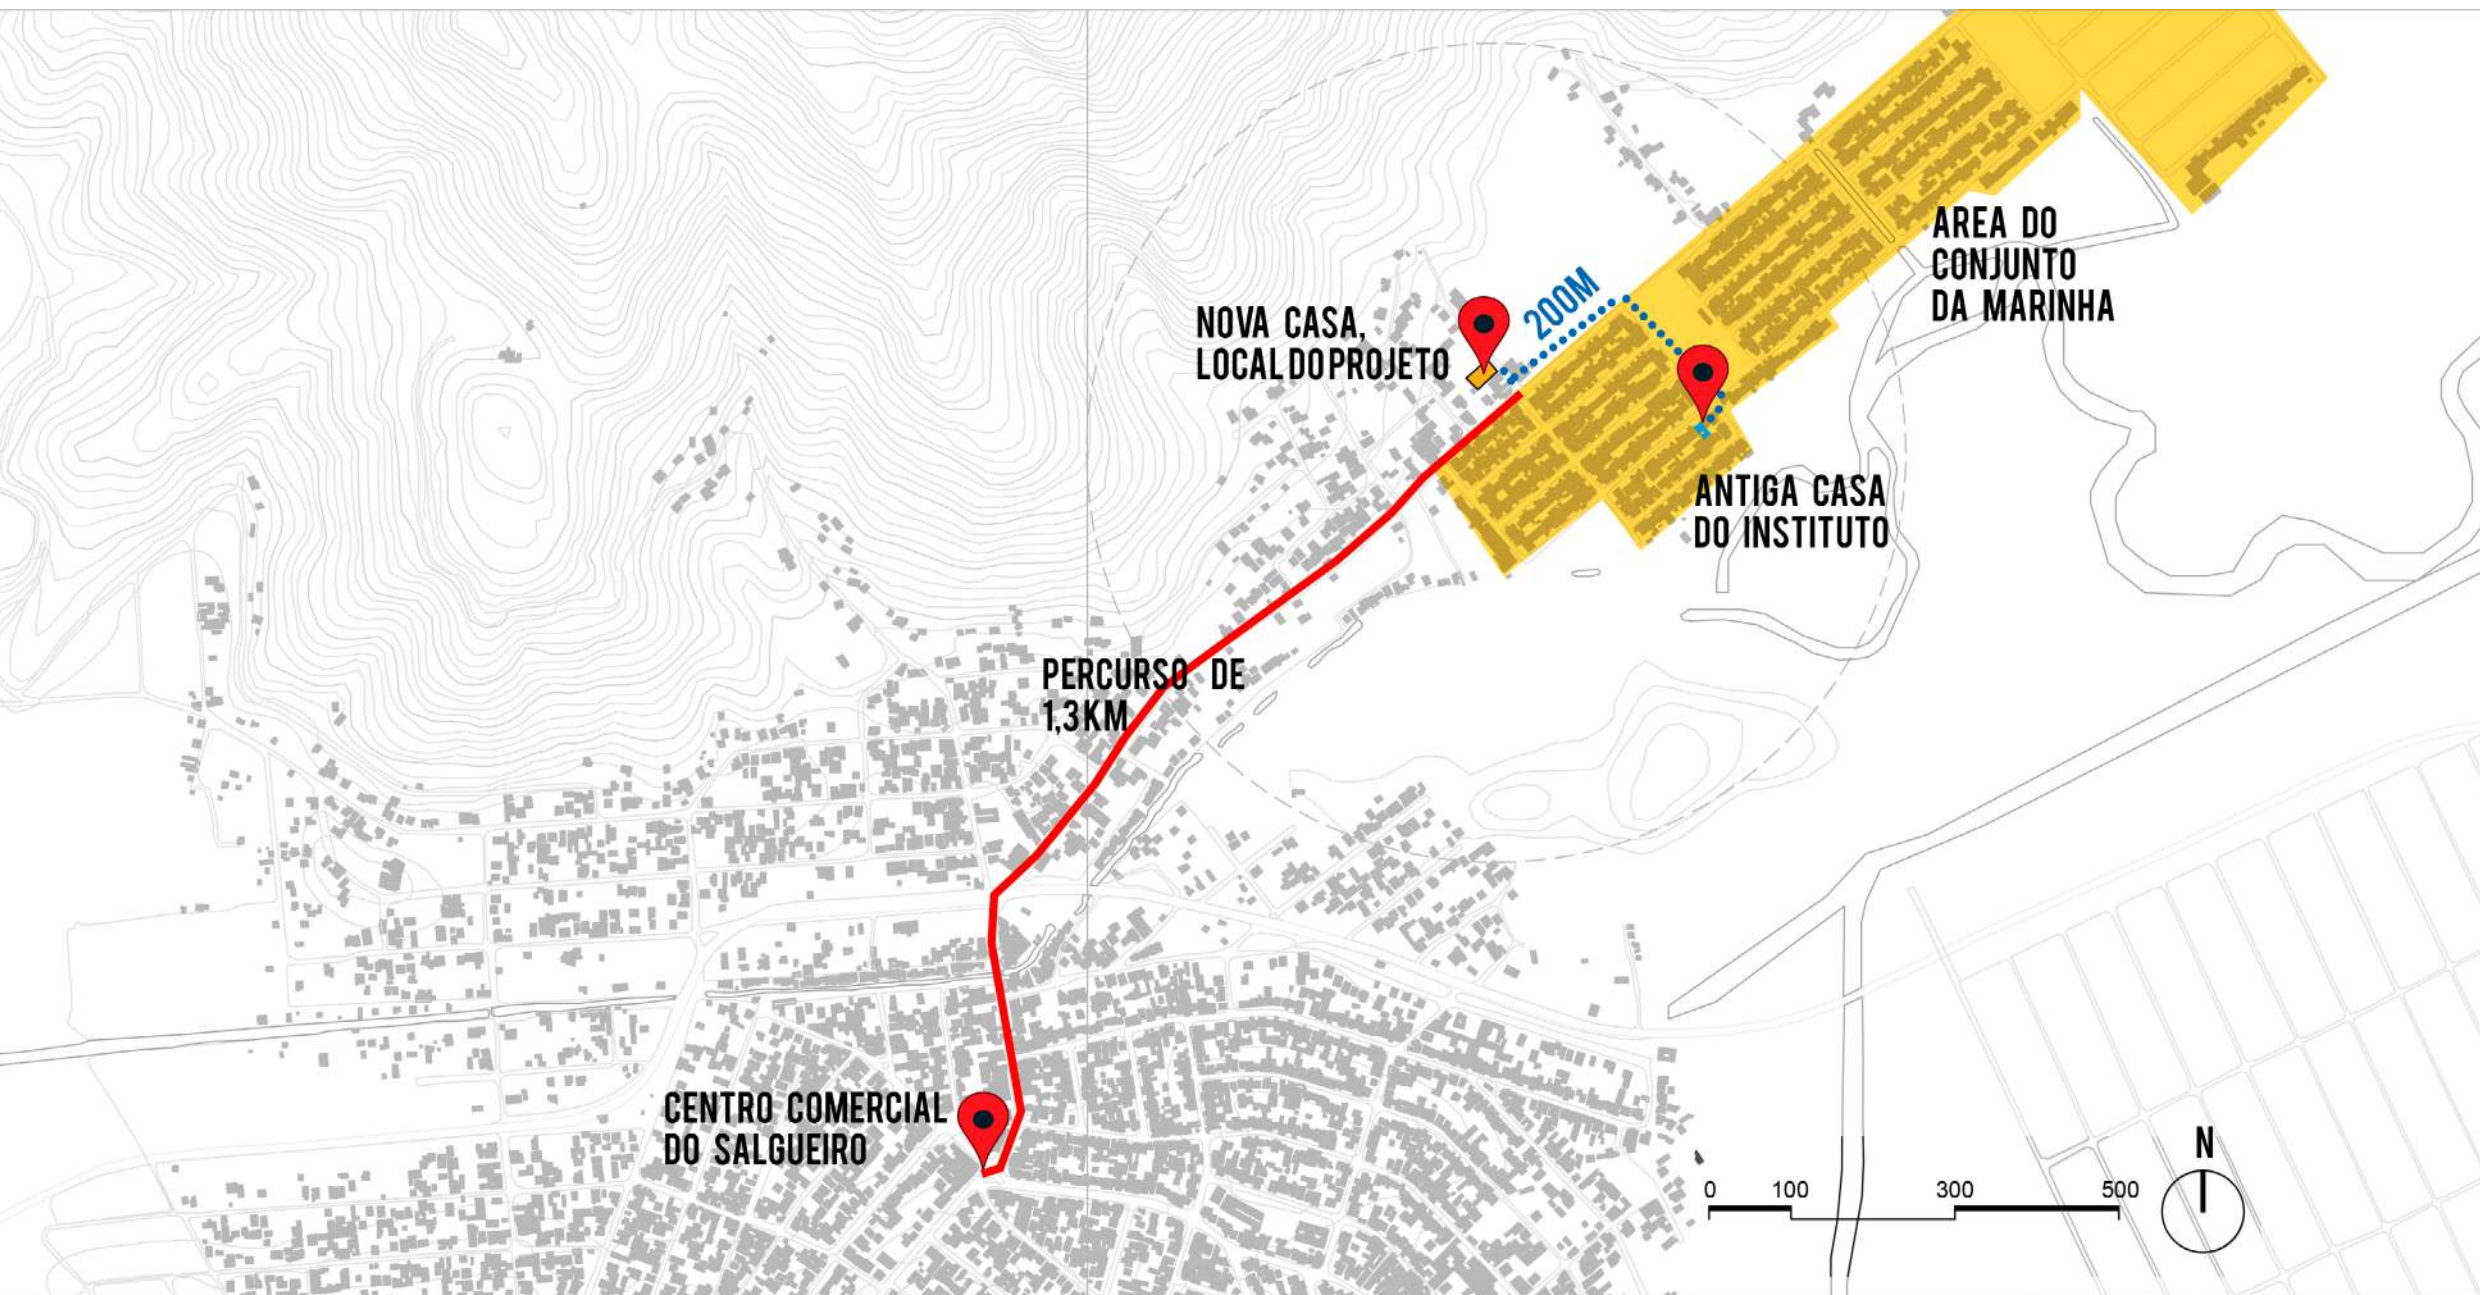 AREA DO
CONJUNTO
DA MARINHA
200M
NOVA CASA,
LOCAL DO PROJETO
ANTIGA CASA
DO INSTITUTO
PERCURSO DE
1,3KM
CENTRO COMERCIAL
DO SALGUEIRO
N
0 100 300 500